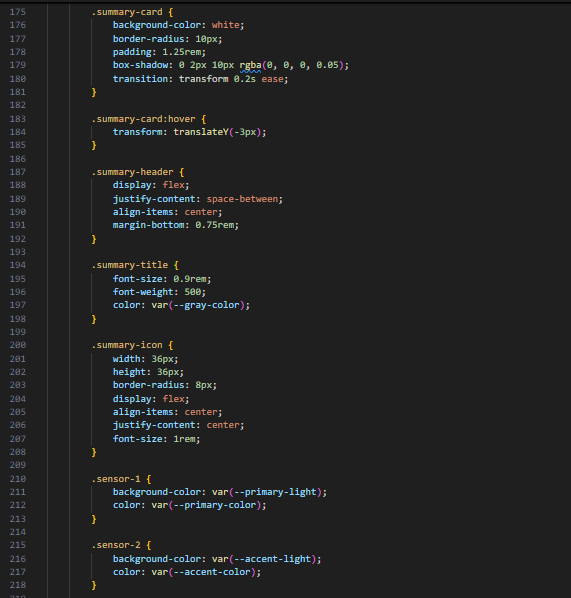 175 .summary-card {
176 background-color: white;
177 border-radius: 10px;
178 padding: 1.25rem;
179 box-shadow: 0 2px 10px rgba(0, 0, 0, 0.05);
180 transition: transform 0.2s ease;
181 }
182
183 .summary-card:hover {
184 transform: translateY(-3px);
185 }
186
187 .summary-header {
188 display: flex;
189 justify-content: space-between;
190 align-items: center;
191 margin-bottom: 0.75rem;
192 }
193
194 .summary-title {
195 font-size: 0.9rem;
196 font-weight: 500;
197 color: var(--gray-color);
198 }
199
200 .summary-icon {
201 width: 36px;
202 height: 36px;
203 border-radius: 8px;
204 display: flex;
205 align-items: center;
206 justify-content: center;
207 font-size: 1rem;
208 }
209
210 .sensor-1 {
211 background-color: var(--primary-light);
212 color: var(--primary-color);
213 }
214
215 .sensor-2 {
216 background-color: var(--accent-light);
217 color: var(--accent-color);
218 }